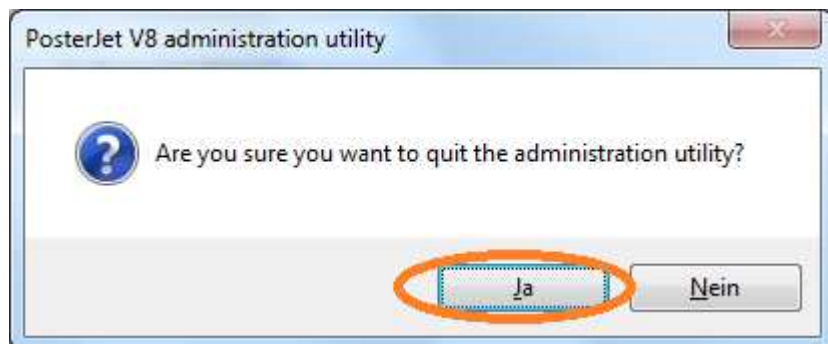 PosterJet V8 administration utility
Are you sure you want to quit the administration utility?
Ja Nein